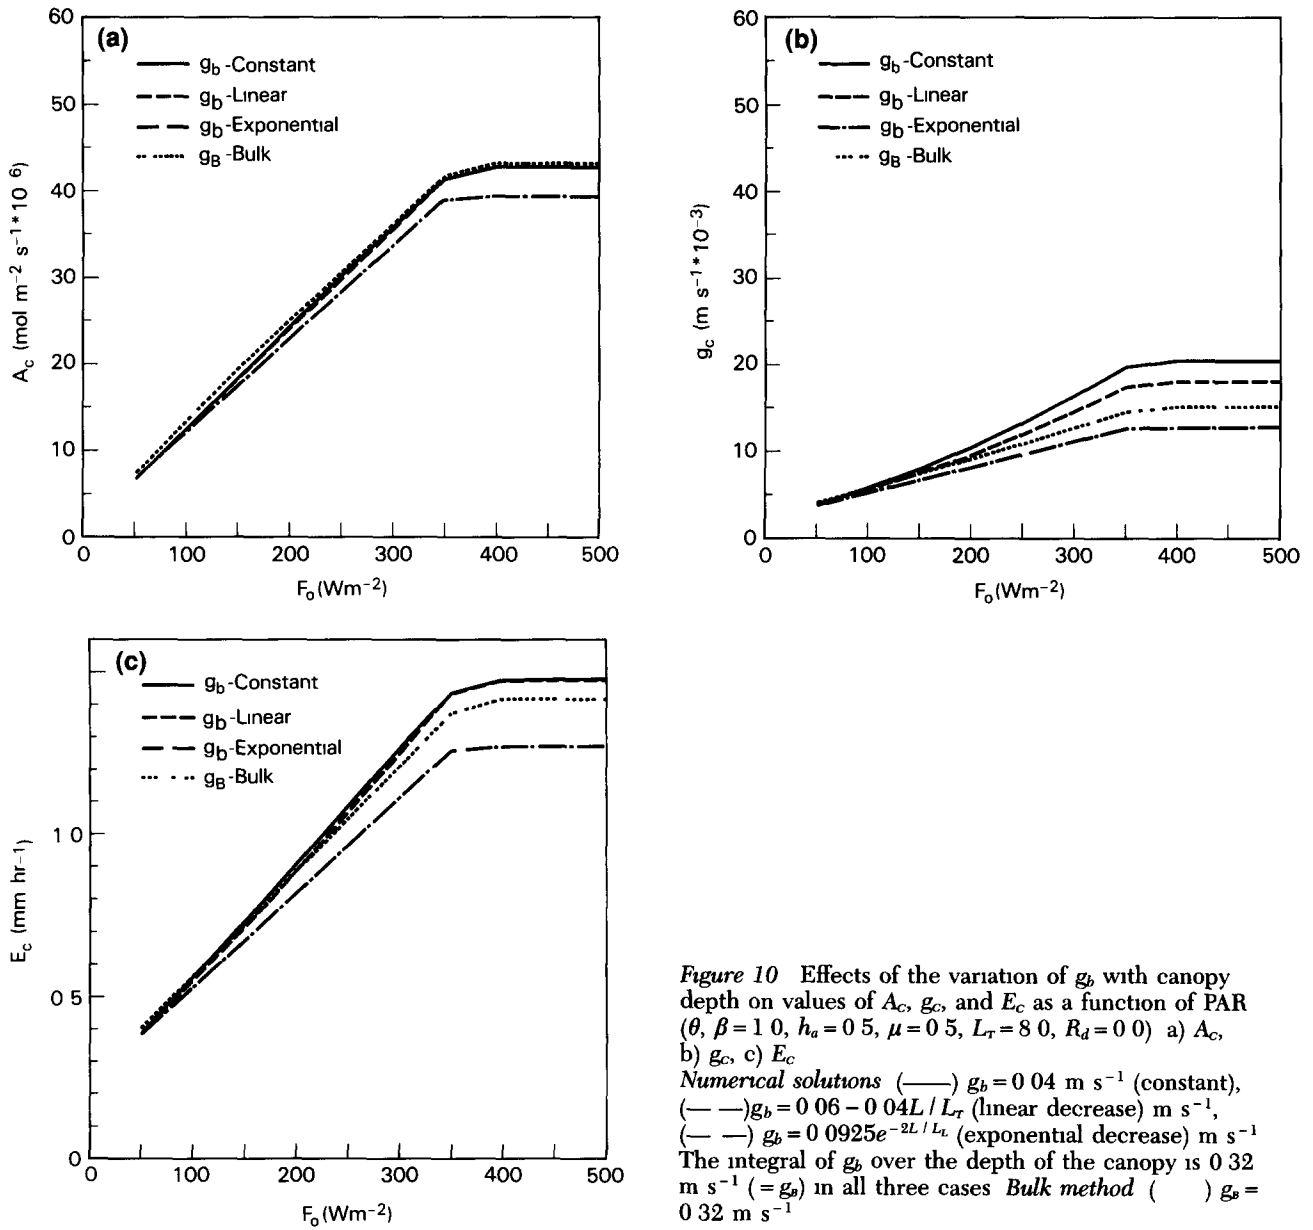 60
50
40
30
20
10
0
(a)
g_b-Constant
g_b-Linear
g_b-Exponential
g_B-Bulk
A_c (mol m⁻² s⁻¹*10⁶)
0 100 200 300 400 500
F_o(Wm⁻²)
60
50
40
30
20
10
0
(b)
g_b-Constant
g_b-Linear
g_b-Exponential
g_B-Bulk
g_c (m s⁻¹*10⁻³)
0 100 200 300 400 500
F_o(Wm⁻²)
(c)
g_b-Constant
g_b-Linear
g_b-Exponential
g_B-Bulk
1 0
0 5
0
E_c (mm hr⁻¹)
0 100 200 300 400 500
F_o(Wm⁻²)
Figure 10 Effects of the variation of g_b with canopy
depth on values of A_c, g_c, and E_c as a function of PAR
(θ, β = 1 0, h_a = 0 5, μ = 0 5, L_T = 8 0, R_d = 0 0) a) A_c,
b) g_c, c) E_c
Numerical solutions (——) g_b = 0 04 m s⁻¹ (constant),
(— —)g_b = 0 06 – 0 04L / L_T (linear decrease) m s⁻¹,
(— —) g_b = 0 0925e^{-2L / L_L} (exponential decrease) m s⁻¹
The integral of g_b over the depth of the canopy is 0 32
m s⁻¹ (= g_B) in all three cases Bulk method ( ) g_B =
0 32 m s⁻¹